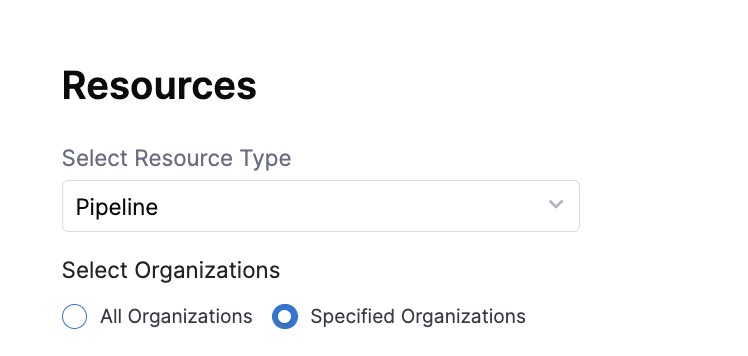 Resources
Select Resource Type
Pipeline
Select Organizations
All Organizations Specified Organizations